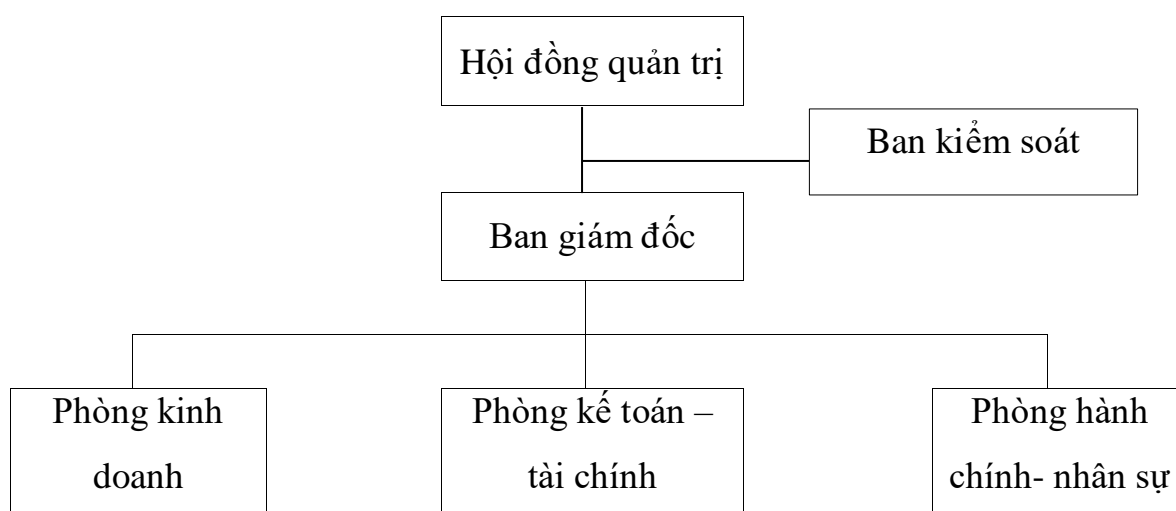 Hội đồng quản trị
Ban kiểm soát
Ban giám đốc
Phòng kinh
doanh
Phòng kế toán –
tài chính
Phòng hành
chính- nhân sự